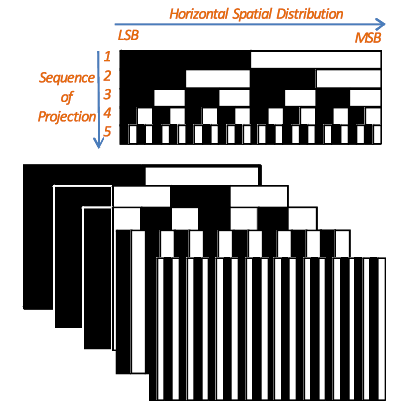 Horizontal Spatial Distribution
LSB
MSB
Sequence
of
Projection
1
2
3
4
5